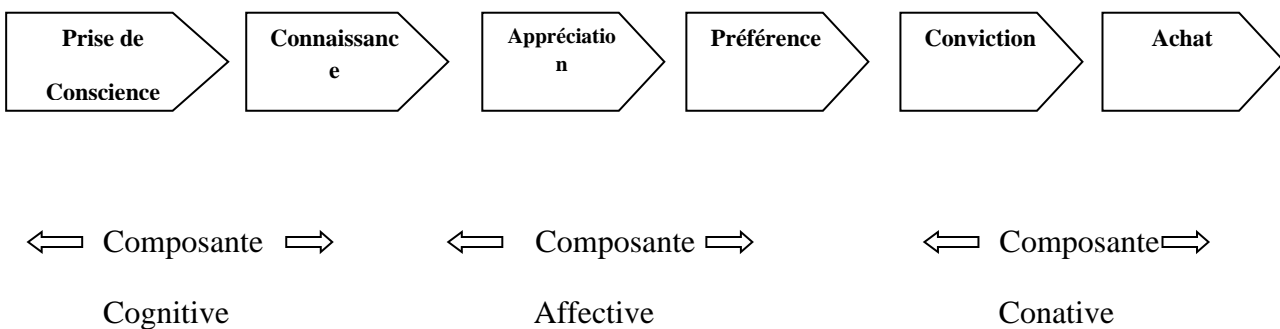 Prise de
Conscience
Connaissanc
e
Appréciatio
n
Préférence
Conviction
Achat
Composante
Cognitive
Composante
Affective
Composante
Conative